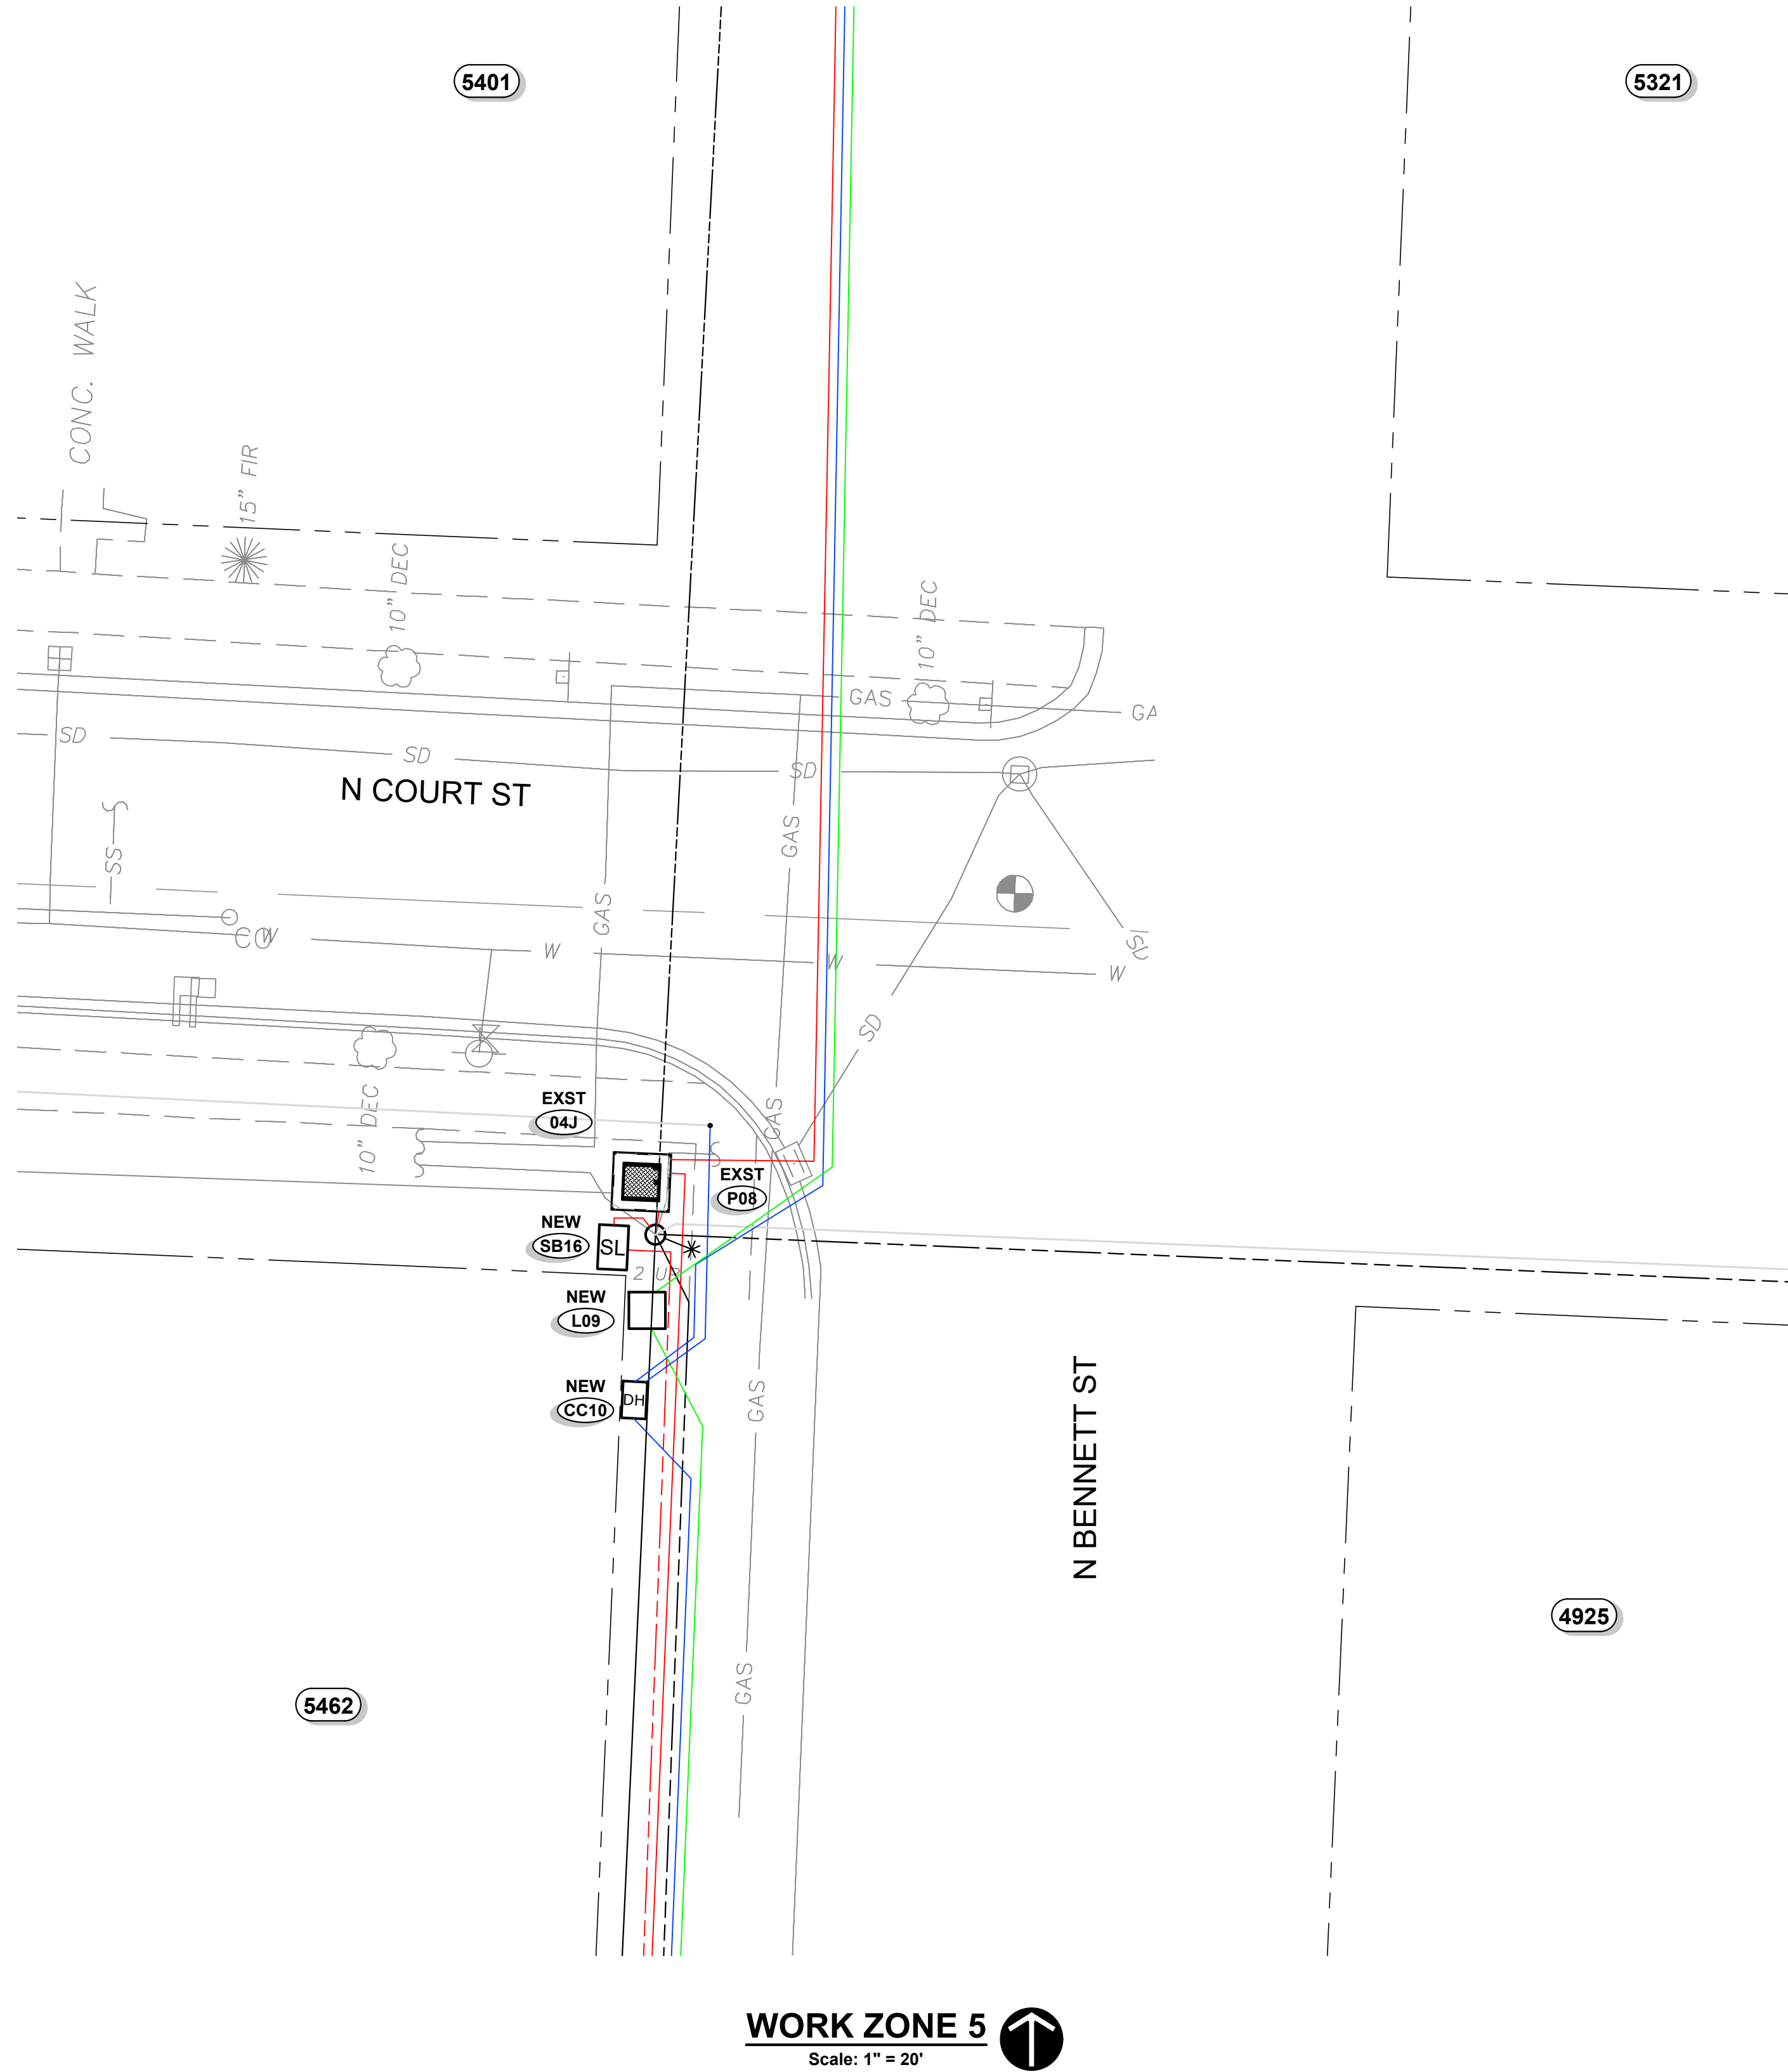 5401
5321
CONC. WALK
15" FIR
10" DEC
10" DEC
GAS
GA
SD
SD
SD
N COURT ST
GAS
SS
GAS
CO
W
W
W
W
SD
10" DEC
EXST
04J
GAS
EXST
P08
NEW
SB16
SL
2 UP
NEW
L09
NEW
CC10
DH
GAS
N BENNETT ST
4925
GAS
5462
WORK ZONE 5
Scale: 1" = 20'